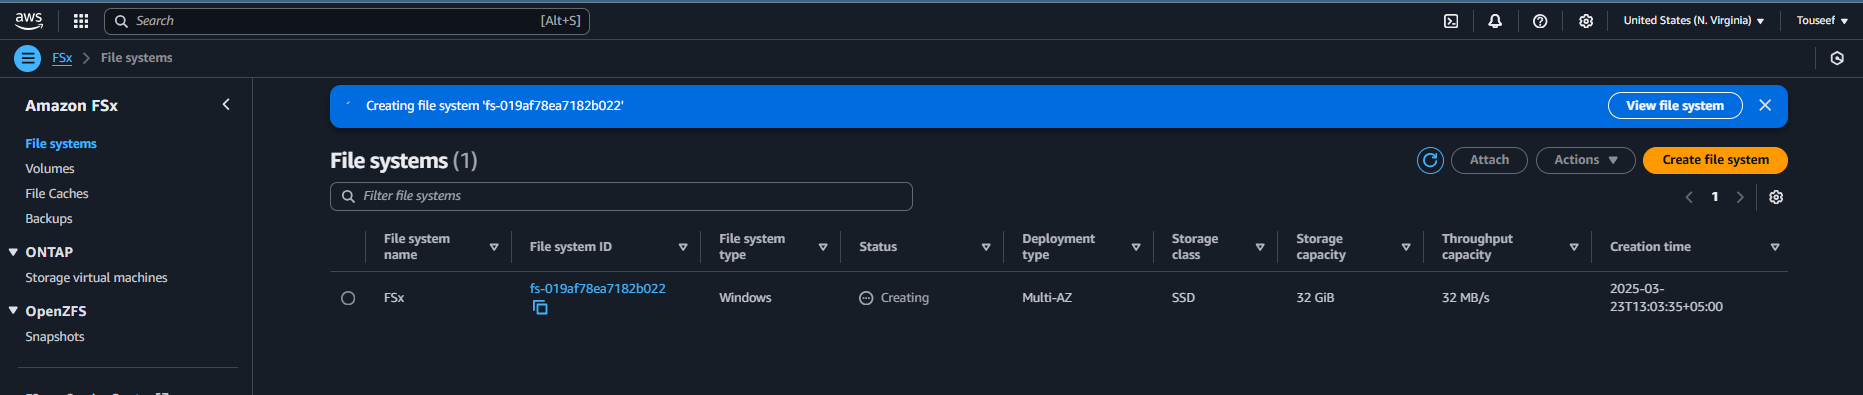 aws
Search [Alt+S]
United States (N. Virginia) ▼
Touseef ▼
FSx > File systems
Amazon FSx
File systems
Volumes
File Caches
Backups
ONTAP
Storage virtual machines
OpenZFS
Snapshots
Creating file system 'fs-019af78ea7182b022'
View file system
File systems (1)
Attach
Actions ▼
Create file system
Filter file systems
1
File system name
File system ID
File system type
Status
Deployment type
Storage class
Storage capacity
Throughput capacity
Creation time
FSx
fs-019af78ea7182b022
Windows
Creating
Multi-AZ
SSD
32 GiB
32 MB/s
2025-03-
23T13:03:35+05:00